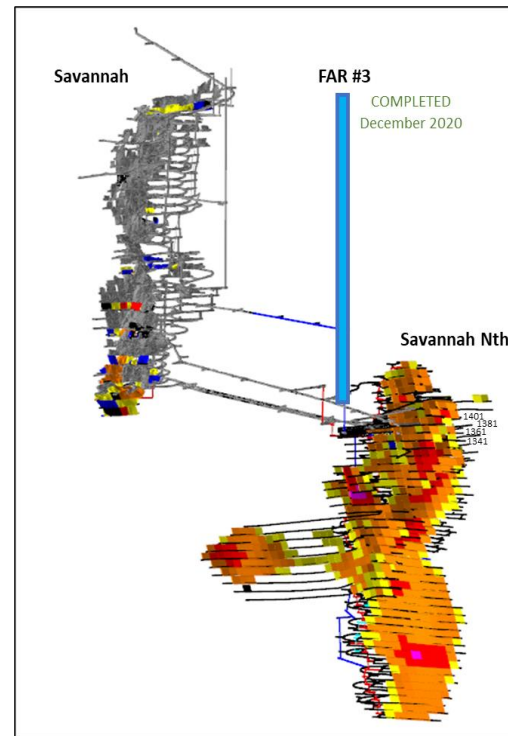 Savannah
FAR #3
COMPLETED
December 2020
Savannah Nth
1401
1381
1361
1341